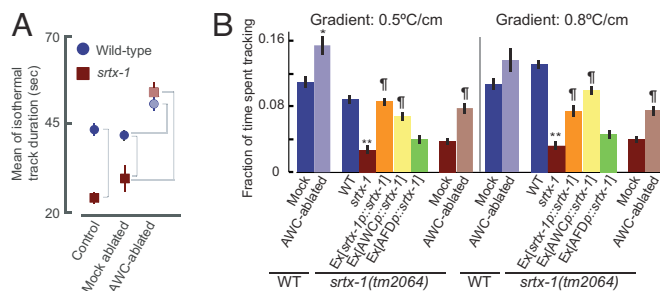 A
Wild-type
srtx-1
Mean of isothermal
track duration (sec)
70
45
20
Control
Mock ablated
AWC-ablated
B
Gradient: 0.5ºC/cm
Gradient: 0.8ºC/cm
Fraction of time spent tracking
0.16
0.08
0
*
**
¶
¶
¶
**
¶
¶
¶
Mock
AWC-ablated
WT
srtx-1
Ex[srtx-1p::srtx-1]
Ex[AWCp::srtx-1]
Ex[AFDp::srtx-1]
Mock
AWC-ablated
Mock
AWC-ablated
WT
srtx-1
Ex[srtx-1p::srtx-1]
Ex[AWCp::srtx-1]
Ex[AFDp::srtx-1]
Mock
AWC-ablated
WT
srtx-1(tm2064)
WT
srtx-1(tm2064)